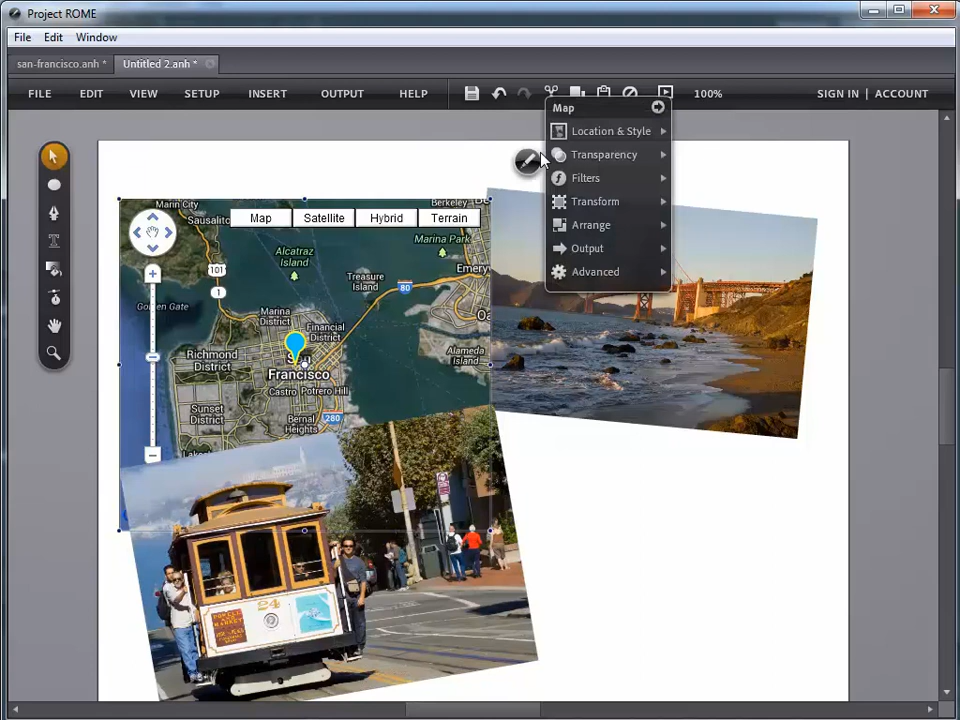 Project ROME
File Edit Window
san-francisco.anh * Untitled 2.anh *
FILE EDIT VIEW SETUP INSERT OUTPUT HELP 100% SIGN IN | ACCOUNT
Map
Location & Style
Transparency
Filters
Transform
Arrange
Output
Advanced
Map Satellite Hybrid Terrain
Marin City
Sausalito
Berkeley
Marina Park
Alcatraz
Island
Treasure
Island
Emery
101
1
80
Golden Gate
Marina
District
Financial
District
Richmond
District
San
Francisco
Alameda
Island
Castro Potrero Hill
Sunset
District
Bernal
Heights
280
24